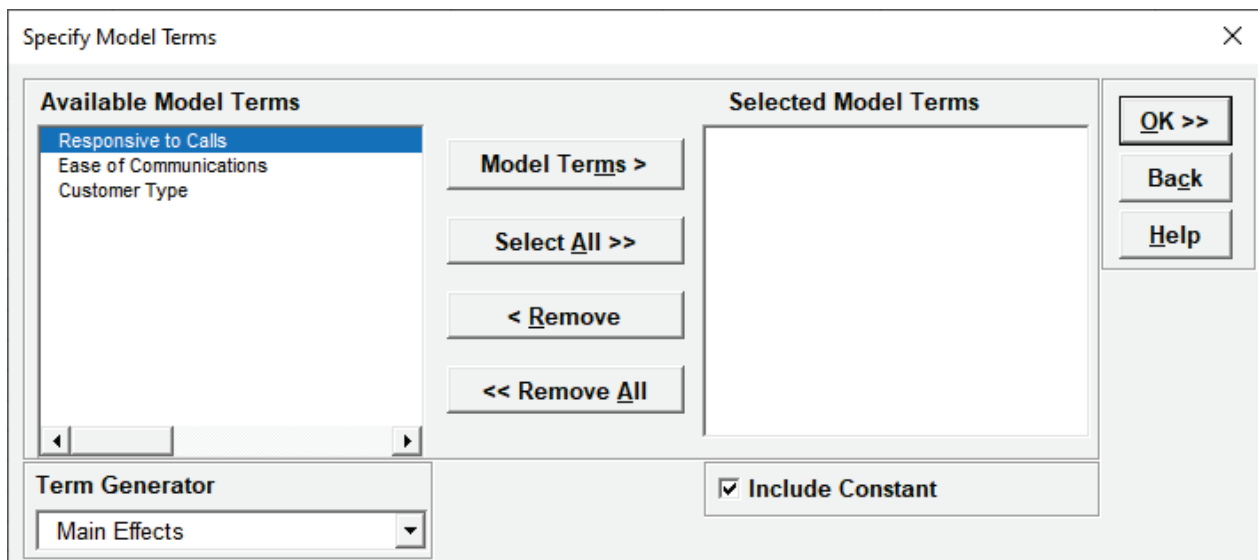 Specify Model Terms
Available Model Terms
Responsive to Calls
Ease of Communications
Customer Type
Model Terms >
Select All >>
< Remove
<< Remove All
Selected Model Terms
OK >>
Back
Help
Term Generator
Main Effects
Include Constant